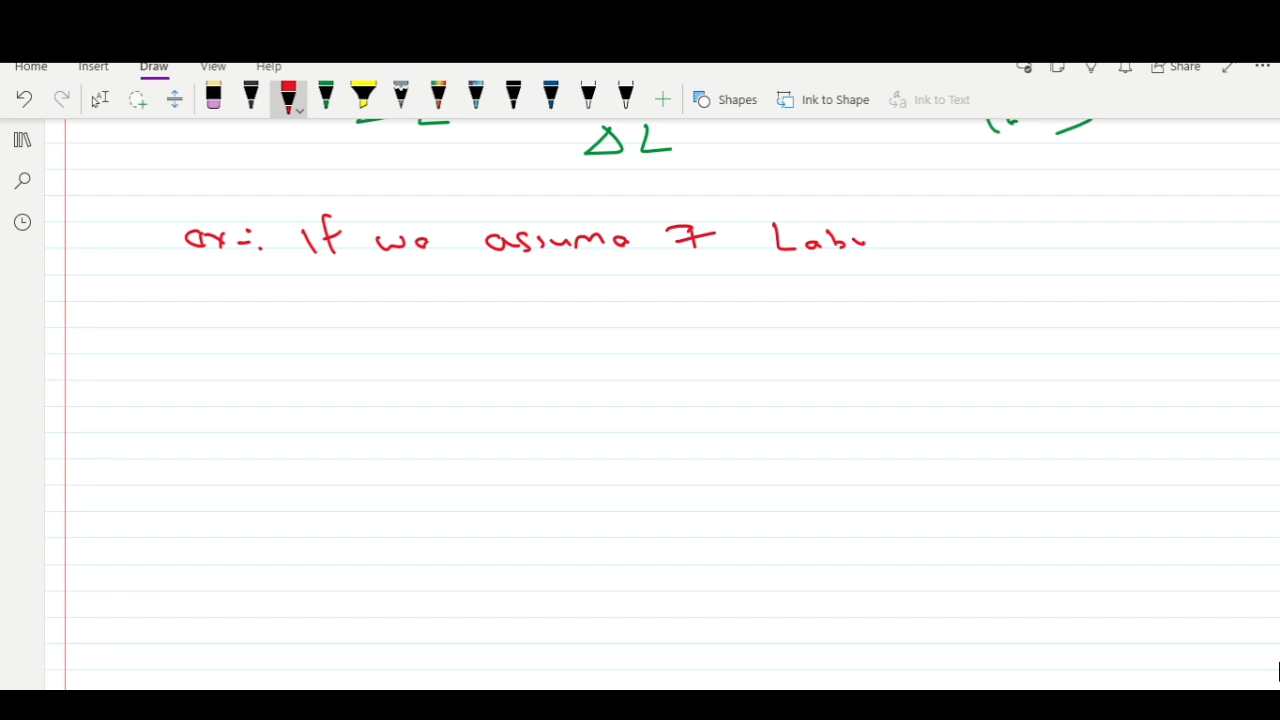 Home Insert Draw View Help Share
Shapes Ink to Shape Ink to Text
ΔL
ex:- If we assume 7 Labo